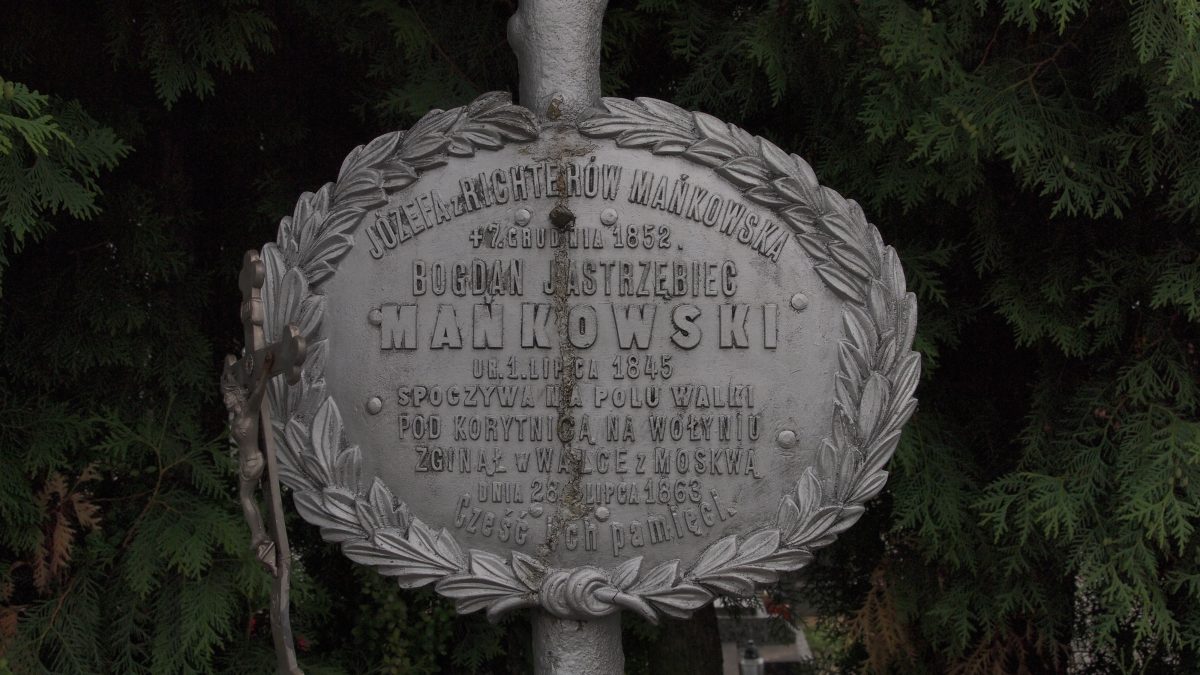 JÓZEFA z RICHTERÓW MAŃKOWSKA
+ 7. GRUDNIA 1852.
BOGDAN JASTRZĘBIEC
MAŃKOWSKI
UR. 1. LIPCA 1845
SPOCZYWA NA POLU WALKI
POD KORYTNICĄ NA WOŁYNIU
ZGINĄŁ W WALCE z MOSKWĄ
DNIA 28. LIPCA 1863
Cześć ich pamięci.